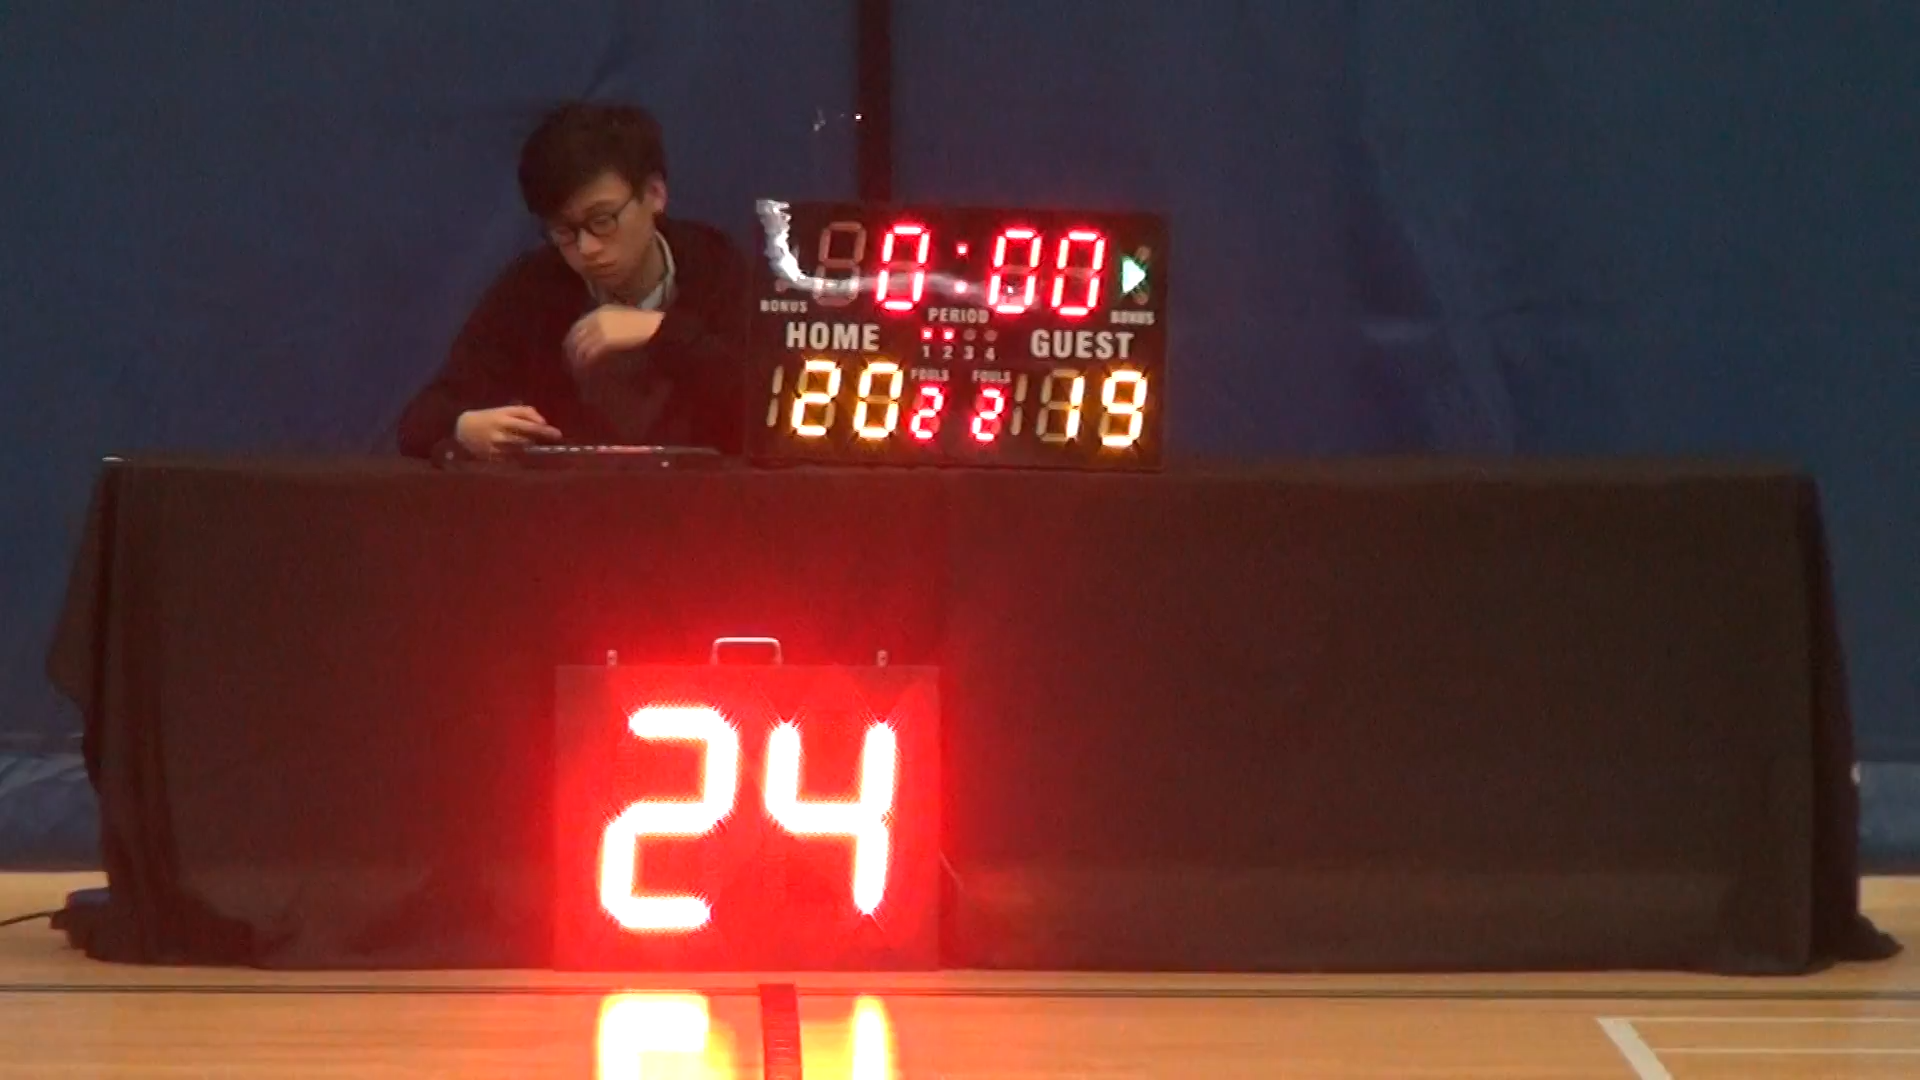 0:00
BONUS PERIOD BONUS
HOME 1 2 3 4 GUEST
FOULS FOULS
20 2 2 19
24